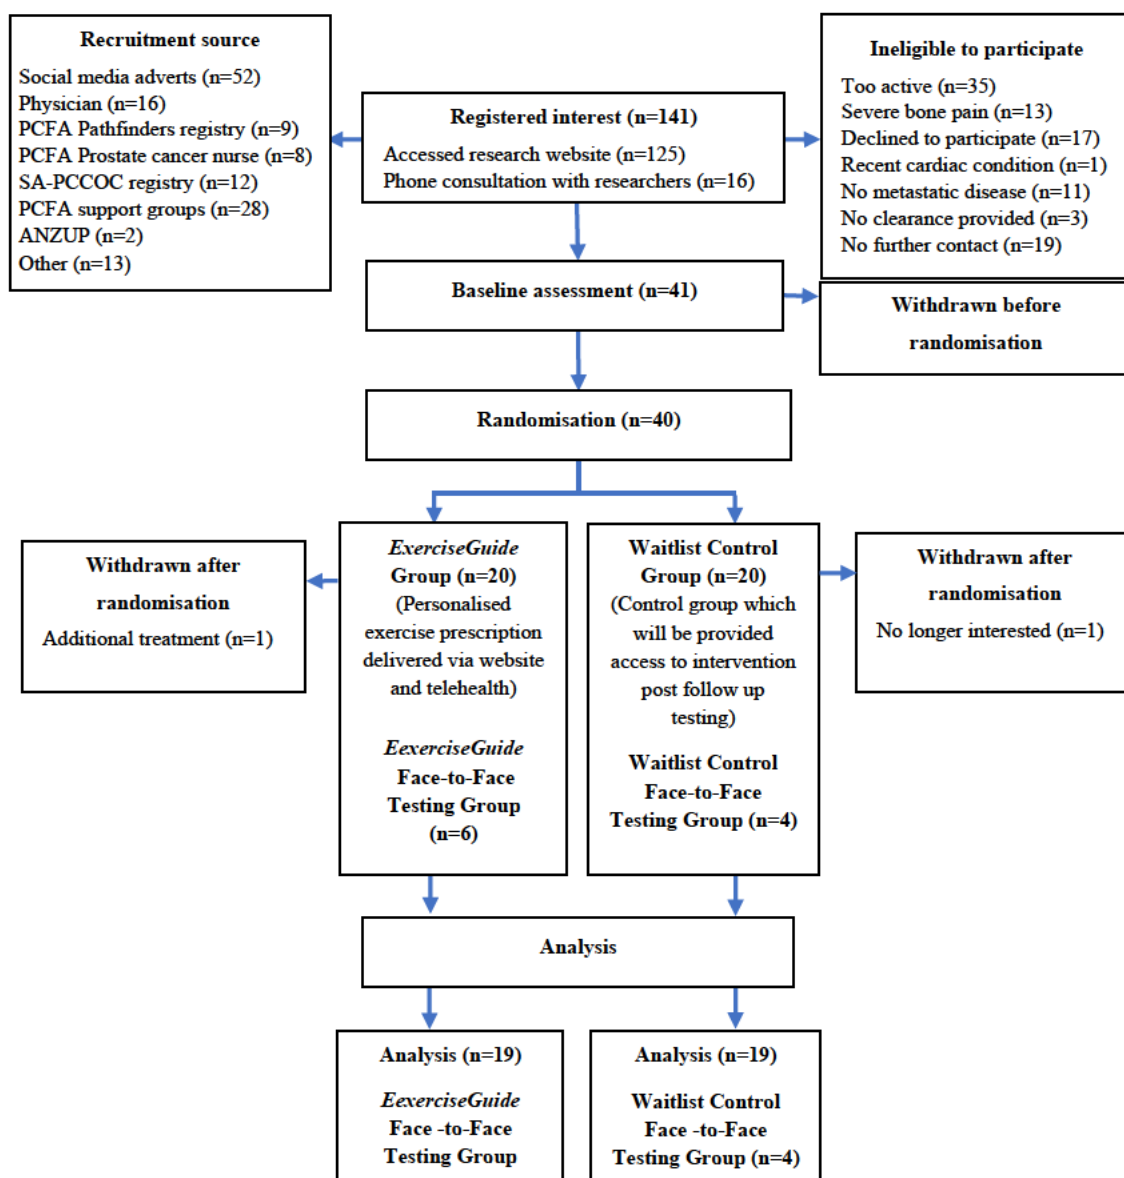 Recruitment source
Social media adverts (n=52)
Physician (n=16)
PCFA Pathfinders registry (n=9)
PCFA Prostate cancer nurse (n=8)
SA-PCCOC registry (n=12)
PCFA support groups (n=28)
ANZUP (n=2)
Other (n=13)
Registered interest (n=141)
Accessed research website (n=125)
Phone consultation with researchers (n=16)
Ineligible to participate
Too active (n=35)
Severe bone pain (n=13)
Declined to participate (n=17)
Recent cardiac condition (n=1)
No metastatic disease (n=11)
No clearance provided (n=3)
No further contact (n=19)
Baseline assessment (n=41)
Withdrawn before
randomisation
Randomisation (n=40)
Withdrawn after
randomisation
Additional treatment (n=1)
ExerciseGuide
Group (n=20)
(Personalised
exercise prescription
delivered via website
and telehealth)
EexerciseGuide
Face-to-Face
Testing Group
(n=6)
Waitlist Control
Group (n=20)
(Control group which
will be provided
access to intervention
post follow up
testing)
Waitlist Control
Face-to-Face
Testing Group (n=4)
Withdrawn after
randomisation
No longer interested (n=1)
Analysis
Analysis (n=19)
EexerciseGuide
Face -to-Face
Testing Group
Analysis (n=19)
Waitlist Control
Face -to-Face
Testing Group (n=4)